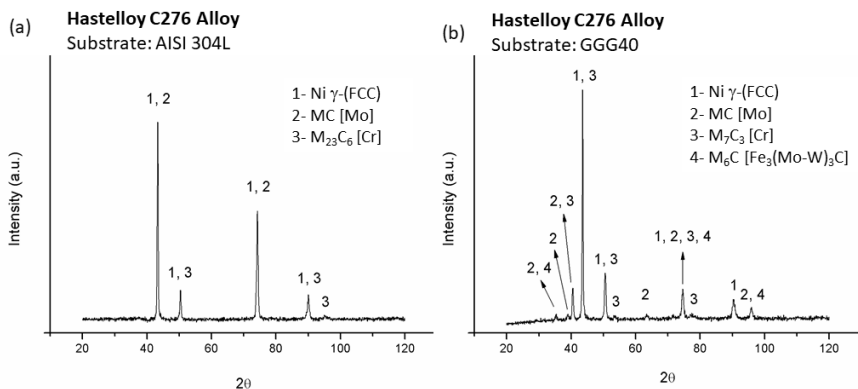 (a)
Hastelloy C276 Alloy
Substrate: AISI 304L
1- Ni γ-(FCC)
2- MC [Mo]
3- M₂₃C₆ [Cr]
1, 2
1, 3
1, 2
1, 3
3
Intensity (a.u.)
20 40 60 80 100 120
2θ
(b)
Hastelloy C276 Alloy
Substrate: GGG40
1- Ni γ-(FCC)
2- MC [Mo]
3- M₇C₃ [Cr]
4- M₆C [Fe₃(Mo-W)₃C]
2, 4
2
2, 3
1, 3
1, 3
3
2
1, 2, 3, 4
3
1
2, 4
Intensity (a.u.)
20 40 60 80 100 120
2θ